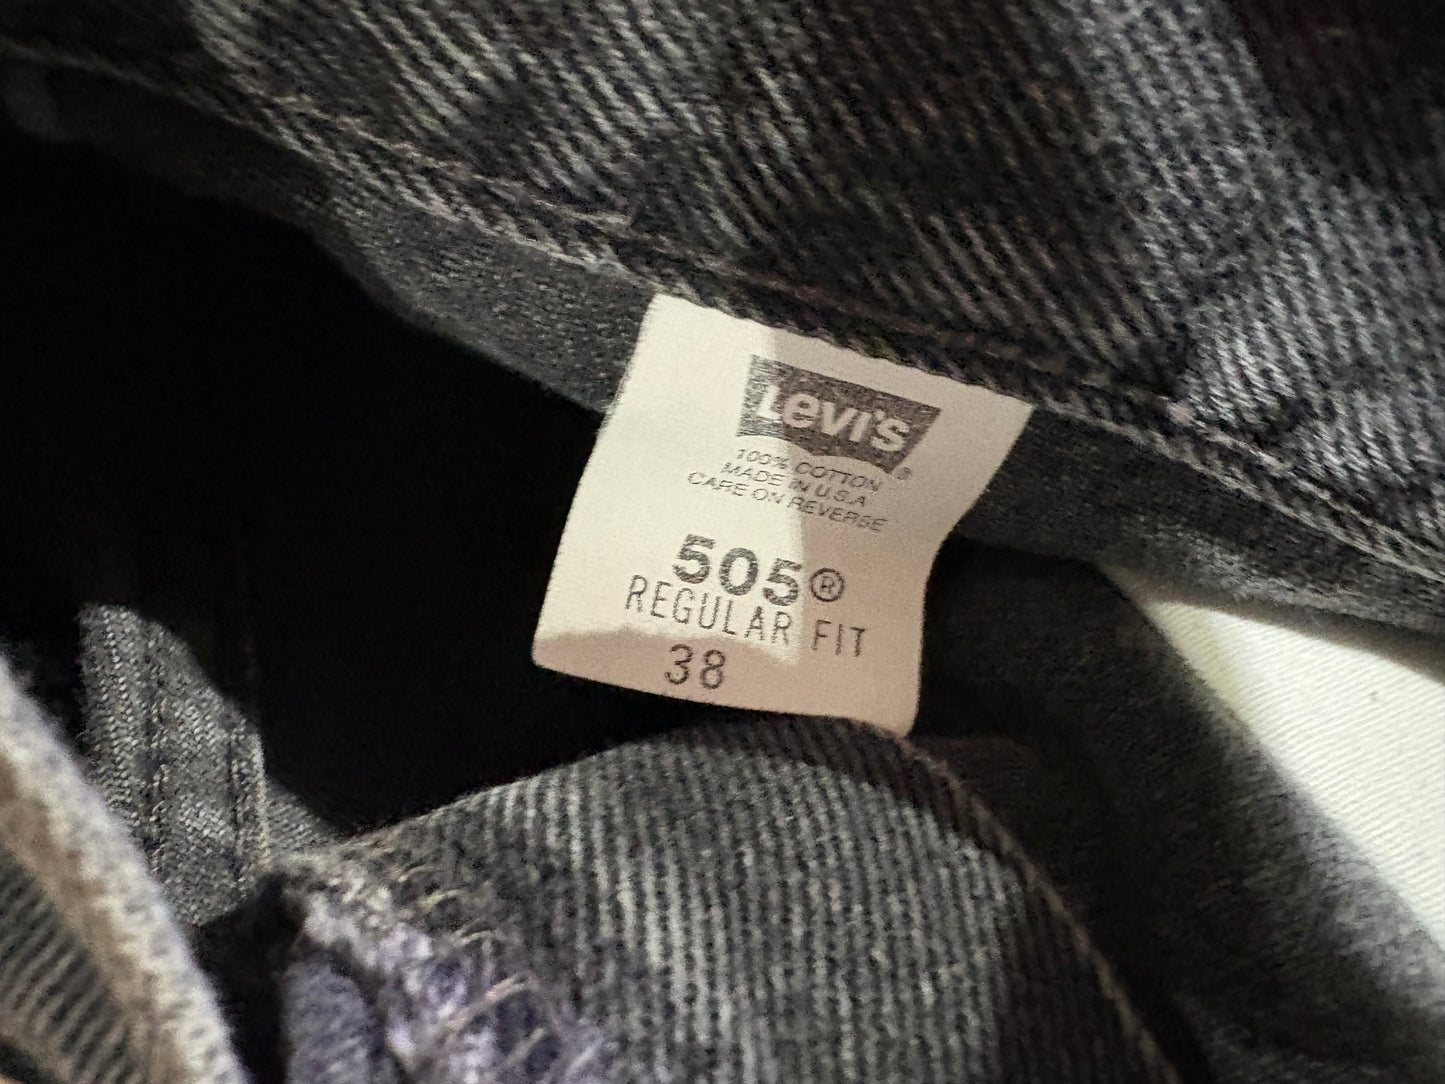 Levi's®
100% COTTON
MADE IN U.S.A
CARE ON REVERSE
505®
REGULAR FIT
38